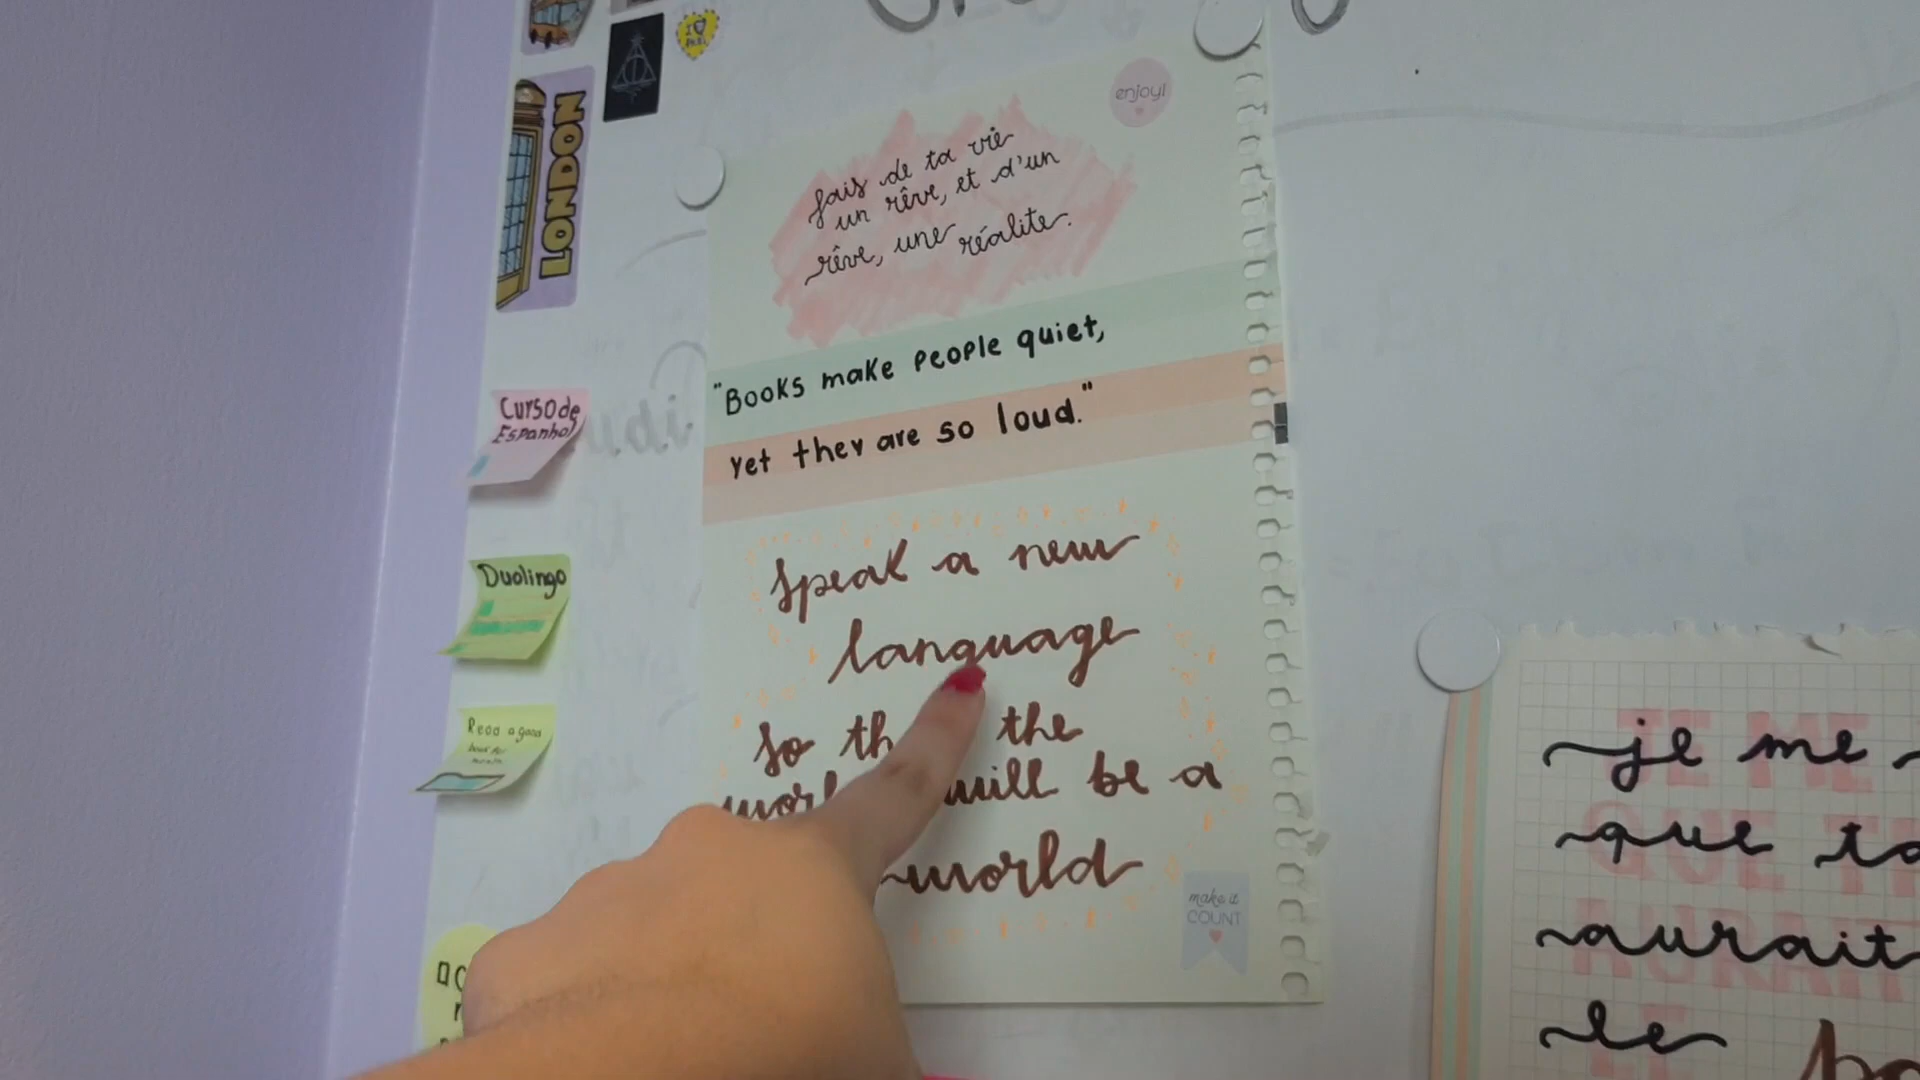 LONDON
enjoy!
fais de ta vie
un rêve, et d'un
rêve, une réalite.
"Books make people quiet,
yet they are so loud."
Curso de
Espanhol
Duolingo
Read a good
book
Speak a new
language
so the
will be a
world
make it
COUNT
je me
que
aurait
le